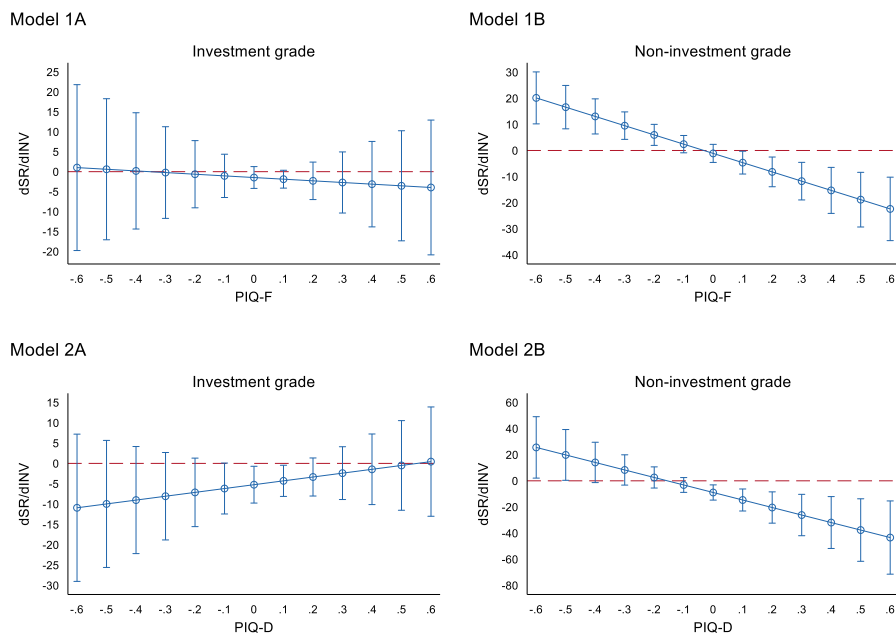 Model 1A
Investment grade
25
20
15
10
5
0
-5
-10
-15
-20
dSR/dINV
-.6 -.5 -.4 -.3 -.2 -.1 0 .1 .2 .3 .4 .5 .6
PIQ-F
Model 1B
Non-investment grade
30
20
10
0
-10
-20
-30
-40
dSR/dINV
-.6 -.5 -.4 -.3 -.2 -.1 0 .1 .2 .3 .4 .5 .6
PIQ-F
Model 2A
Investment grade
15
10
5
0
-5
-10
-15
-20
-25
-30
dSR/dINV
-.6 -.5 -.4 -.3 -.2 -.1 0 .1 .2 .3 .4 .5 .6
PIQ-D
Model 2B
Non-investment grade
60
40
20
0
-20
-40
-60
-80
dSR/dINV
-.6 -.5 -.4 -.3 -.2 -.1 0 .1 .2 .3 .4 .5 .6
PIQ-D